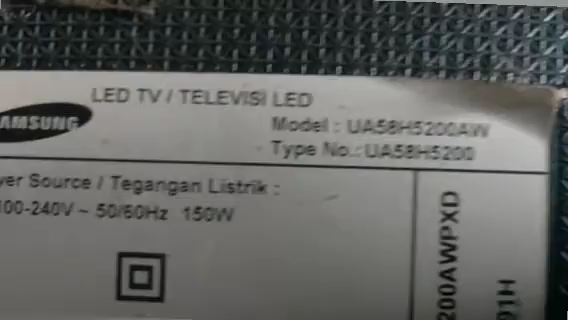 LED TV / TELEVISI LED
SAMSUNG
Model : UA58H5200AW
Type No.: UA58H5200
wer Source / Tegangan Listrik :
100-240V ~ 50/60Hz 150W
200AWPXD
01H